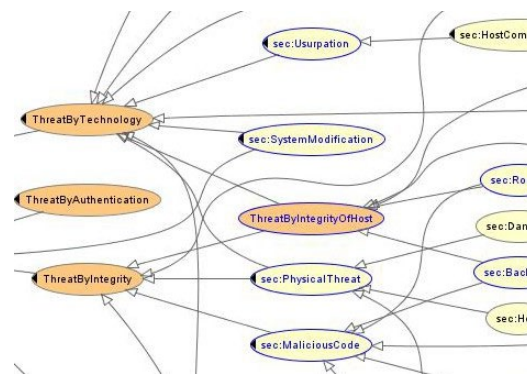 sec:Usurpation
sec:HostCom
ThreatByTechnology
sec:SystemModification
sec:Ro
ThreatByAuthentication
ThreatByIntegrityOfHost
sec:Dan
ThreatByIntegrity
sec:PhysicalThreat
sec:Back
sec:He
sec:MaliciousCode